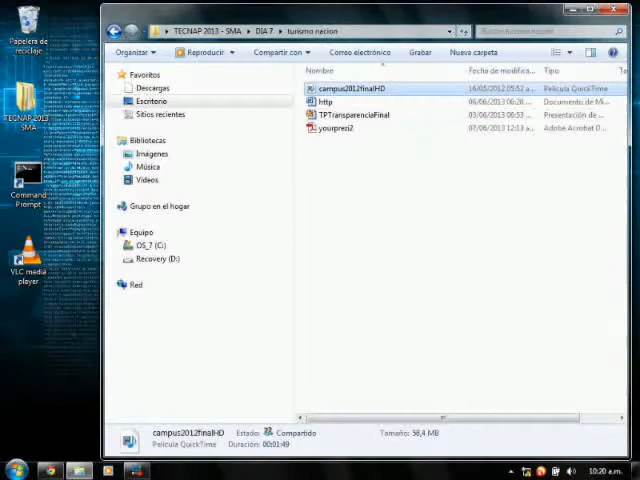 Papelera de
reciclaje
TECNAP 2013 -
SMA
Command
Prompt
VLC media
player
TECNAP 2013 - SMA
DIA 7
turismo nacion
Organizar
Reproducir
Compartir con
Correo electrónico
Grabar
Nueva carpeta
Favoritos
Descargas
Escritorio
Sitios recientes
Bibliotecas
Imágenes
Música
Vídeos
Grupo en el hogar
Equipo
OS_7 (C:)
Recovery (D:)
Red
Nombre
Fecha de modifica...
Tipo
campus2012finalHD
16/05/2012 05:52 a...
Película QuickTime
http
06/06/2013 06:28...
Documento de Mi...
TPTransparenciaFinal
03/06/2013 06:53...
Presentación de ...
yourprezi2
07/06/2013 12:13 a...
Adobe Acrobat D...
campus2012finalHD
Estado:
Compartido
Tamaño: 58,4 MB
Película QuickTime
Duración: 00:01:49
10:20 a.m.